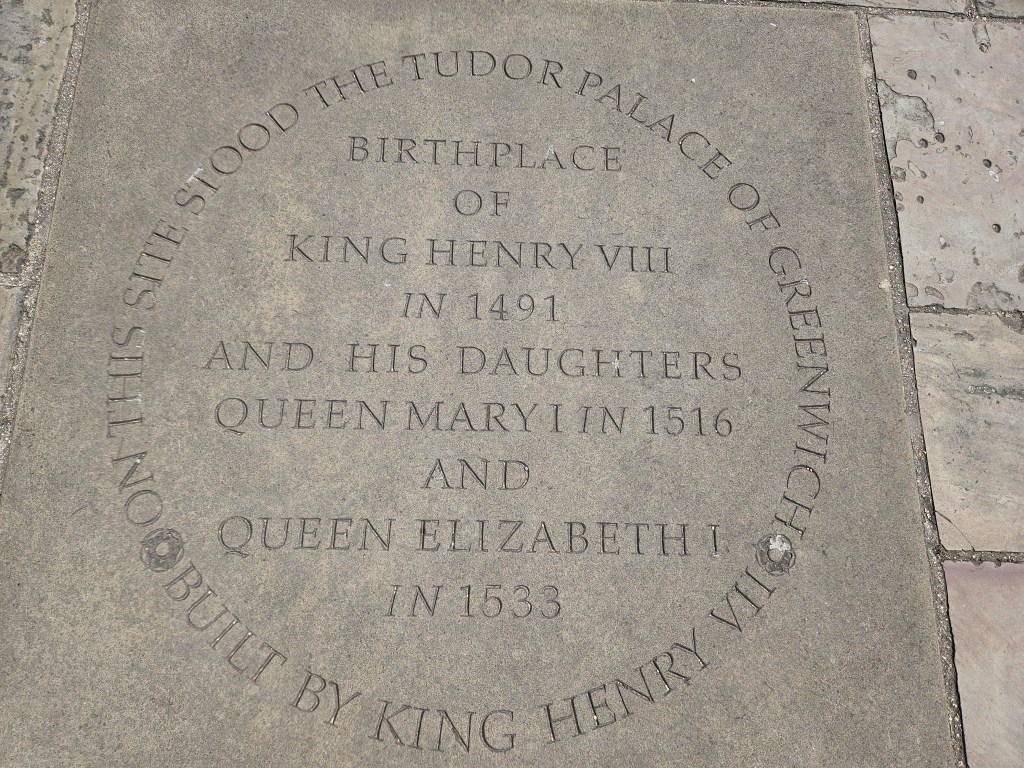 ON THIS SITE STOOD THE TUDOR PALACE OF GREENWICH
BIRTHPLACE
OF
KING HENRY VIII
IN 1491
AND HIS DAUGHTERS
QUEEN MARY I IN 1516
AND
QUEEN ELIZABETH I
IN 1533
BUILT BY KING HENRY VII